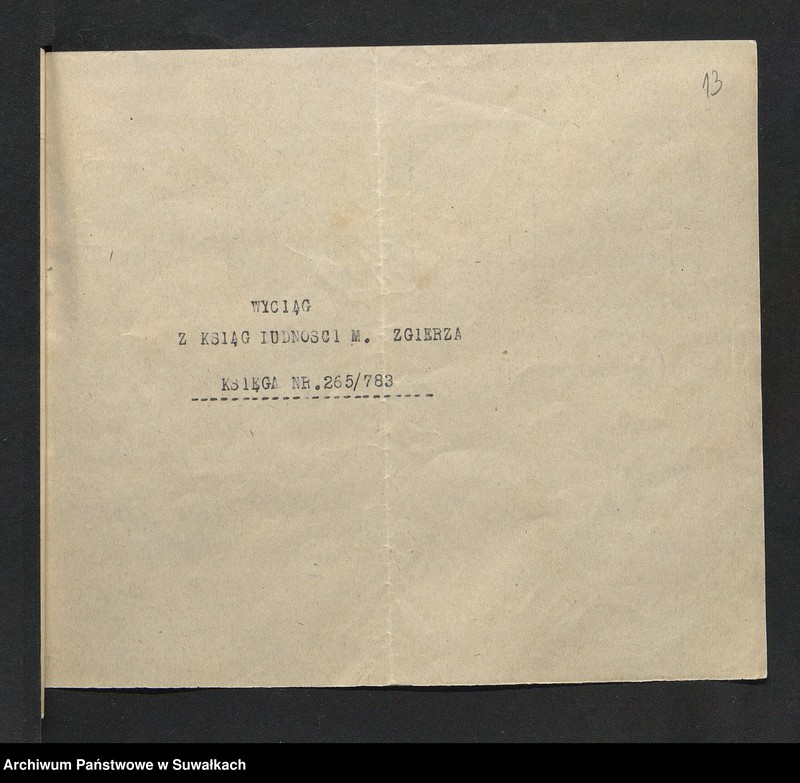 13
WYCIĄG
Z KSIĄG IUDNOSCI M. ZGIERZA
KSIĘGA NR.265/783
Archiwum Państwowe w Suwałkach